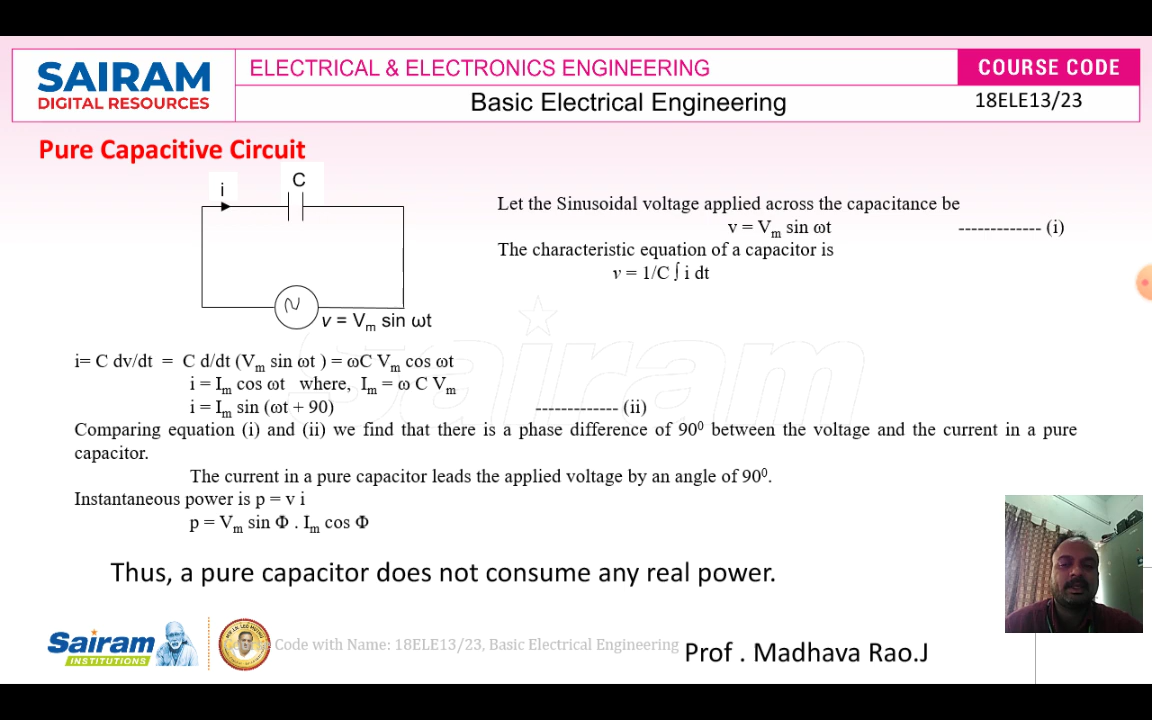 SAIRAM
DIGITAL RESOURCES
ELECTRICAL & ELECTRONICS ENGINEERING
COURSE CODE
Basic Electrical Engineering
18ELE13/23
Pure Capacitive Circuit
i
C
v = Vm sin ωt
Let the Sinusoidal voltage applied across the capacitance be
v = Vm sin ωt ------------- (i)
The characteristic equation of a capacitor is
v = 1/C ∫ i dt
i= C dv/dt = C d/dt (Vm sin ωt ) = ωC Vm cos ωt
i = Im cos ωt where, Im = ω C Vm
i = Im sin (ωt + 90) ------------- (ii)
Comparing equation (i) and (ii) we find that there is a phase difference of 90⁰ between the voltage and the current in a pure
capacitor.
The current in a pure capacitor leads the applied voltage by an angle of 90⁰.
Instantaneous power is p = v i
p = Vm sin Φ . Im cos Φ
Thus, a pure capacitor does not consume any real power.
Sairam
INSTITUTIONS
Code with Name: 18ELE13/23, Basic Electrical Engineering
Prof . Madhava Rao.J
sairam